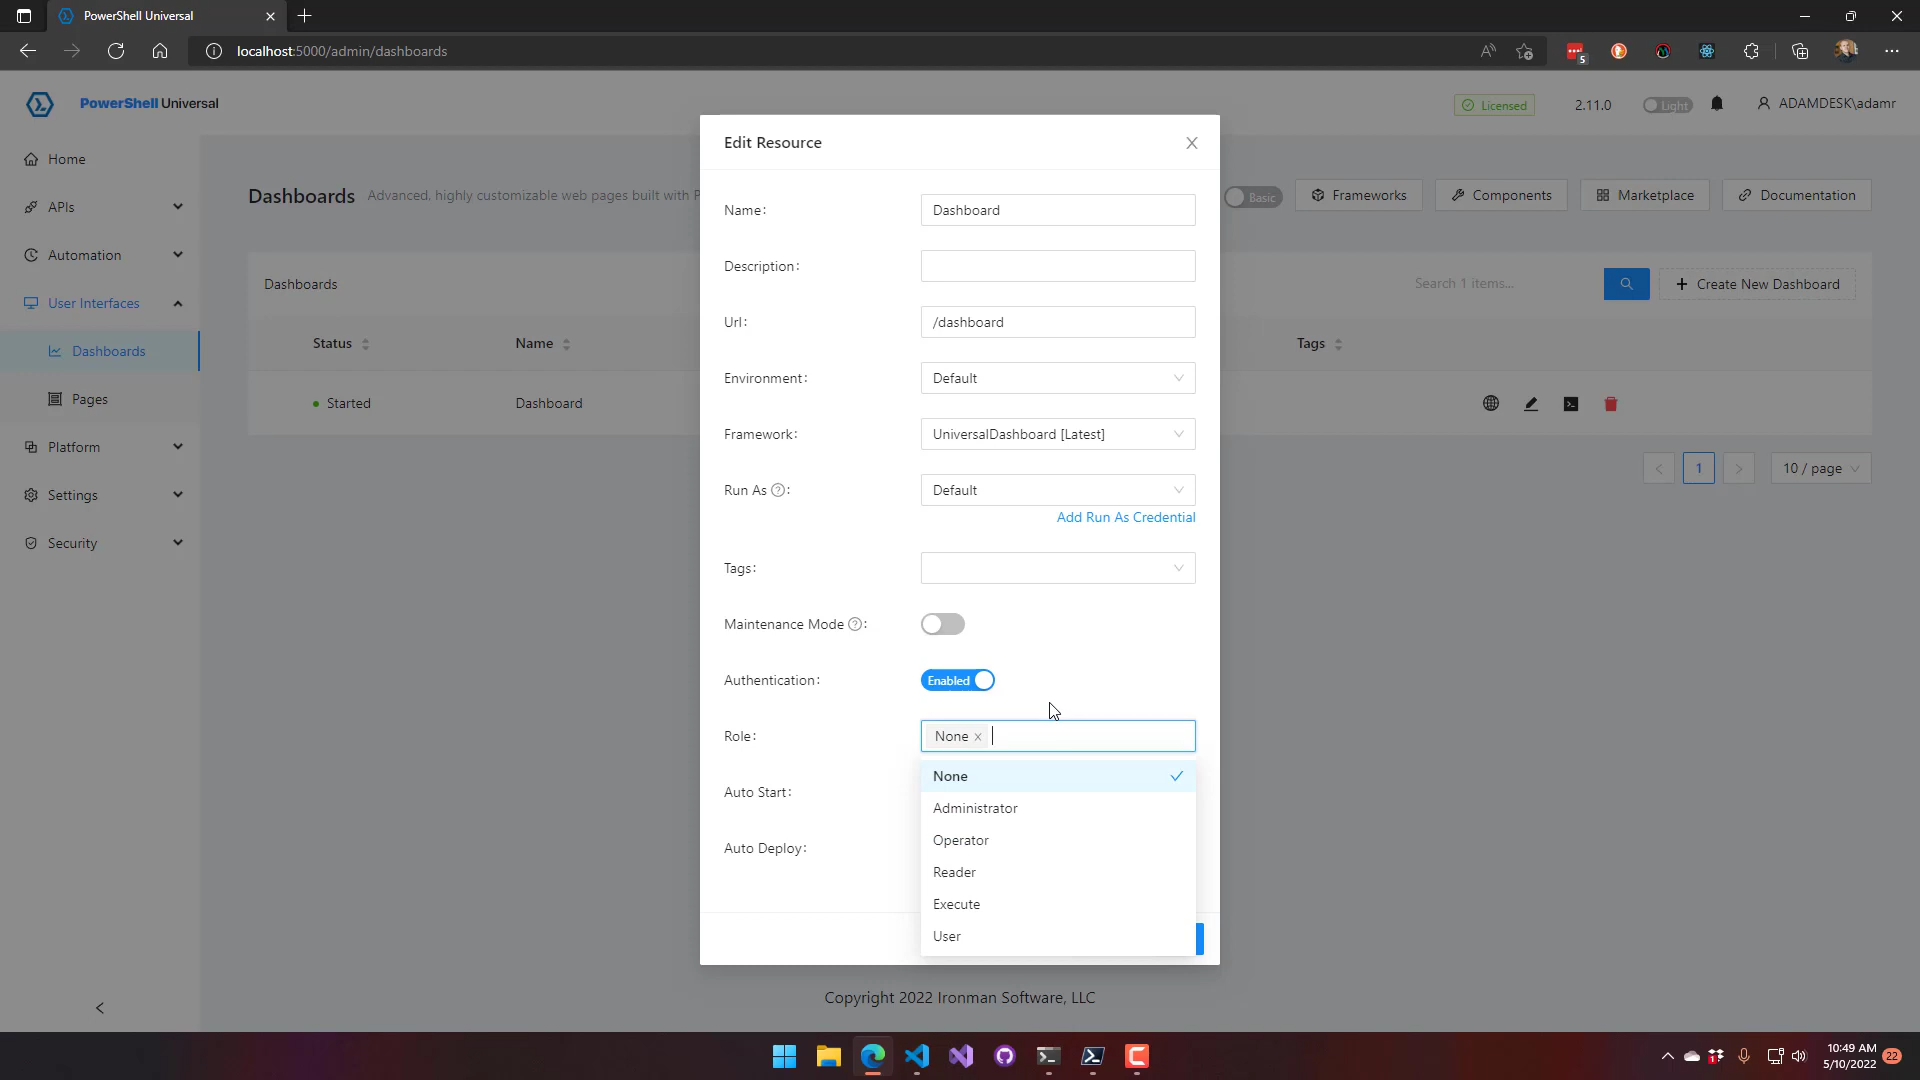 PowerShell Universal
localhost:5000/admin/dashboards
5
PowerShell Universal
Licensed
2.11.0
Light
ADAMDESK\adamr
Home
APIs
Automation
User Interfaces
Dashboards
Pages
Platform
Settings
Security
Dashboards Advanced, highly customizable web pages built with P
Basic
Frameworks
Components
Marketplace
Documentation
Dashboards
Search 1 items...
Create New Dashboard
Status
Name
Tags
Started
Dashboard
1
10 / page
Edit Resource
Name:
Dashboard
Description:
Url:
/dashboard
Environment:
Default
Framework:
UniversalDashboard [Latest]
Run As ?:
Default
Add Run As Credential
Tags:
Maintenance Mode ?:
Authentication:
Enabled
Role:
None
None
Administrator
Operator
Reader
Execute
User
Auto Start:
Auto Deploy:
Copyright 2022 Ironman Software, LLC
10:49 AM
5/10/2022
22